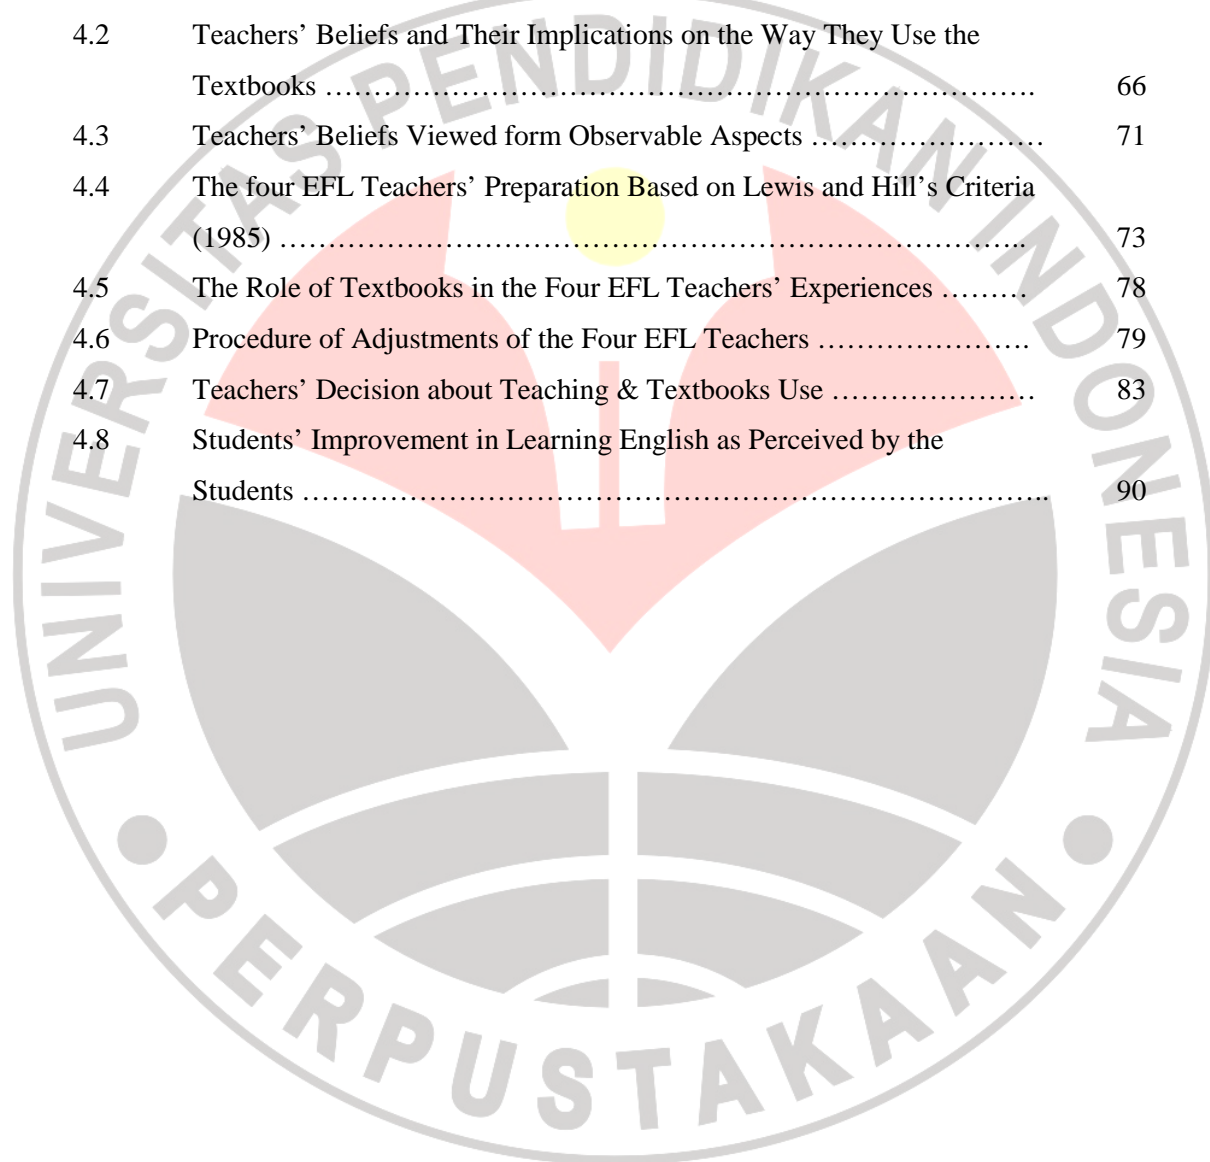 4.2 Teachers’ Beliefs and Their Implications on the Way They Use the
Textbooks ………………………………………………………………. 66
4.3 Teachers’ Beliefs Viewed form Observable Aspects …………………… 71
4.4 The four EFL Teachers’ Preparation Based on Lewis and Hill’s Criteria
(1985) ………………………………………………………………….. 73
4.5 The Role of Textbooks in the Four EFL Teachers’ Experiences ……… 78
4.6 Procedure of Adjustments of the Four EFL Teachers …………………. 79
4.7 Teachers’ Decision about Teaching & Textbooks Use ………………… 83
4.8 Students’ Improvement in Learning English as Perceived by the
Students ………………………………………………………………….. 90
UNIVERSITAS PENDIDIKAN INDONESIA
PERPUSTAKAAN